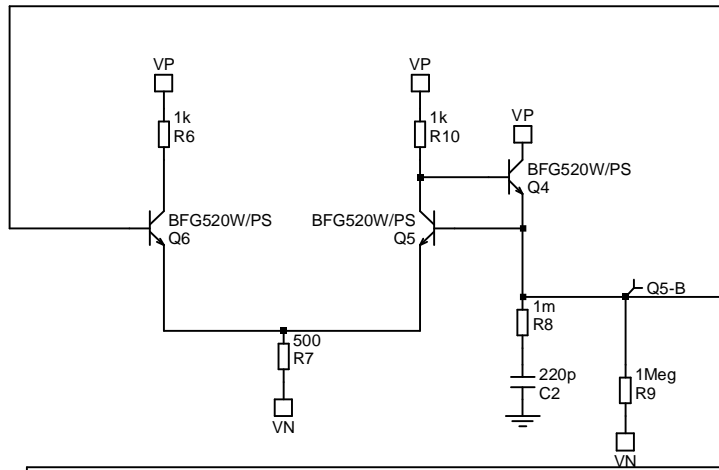 VP
1k
R6
BFG520W/PS
Q6
VP
1k
R10
BFG520W/PS
Q5
VP
BFG520W/PS
Q4
500
R7
VN
Q5-B
1m
R8
220p
C2
1Meg
R9
VN